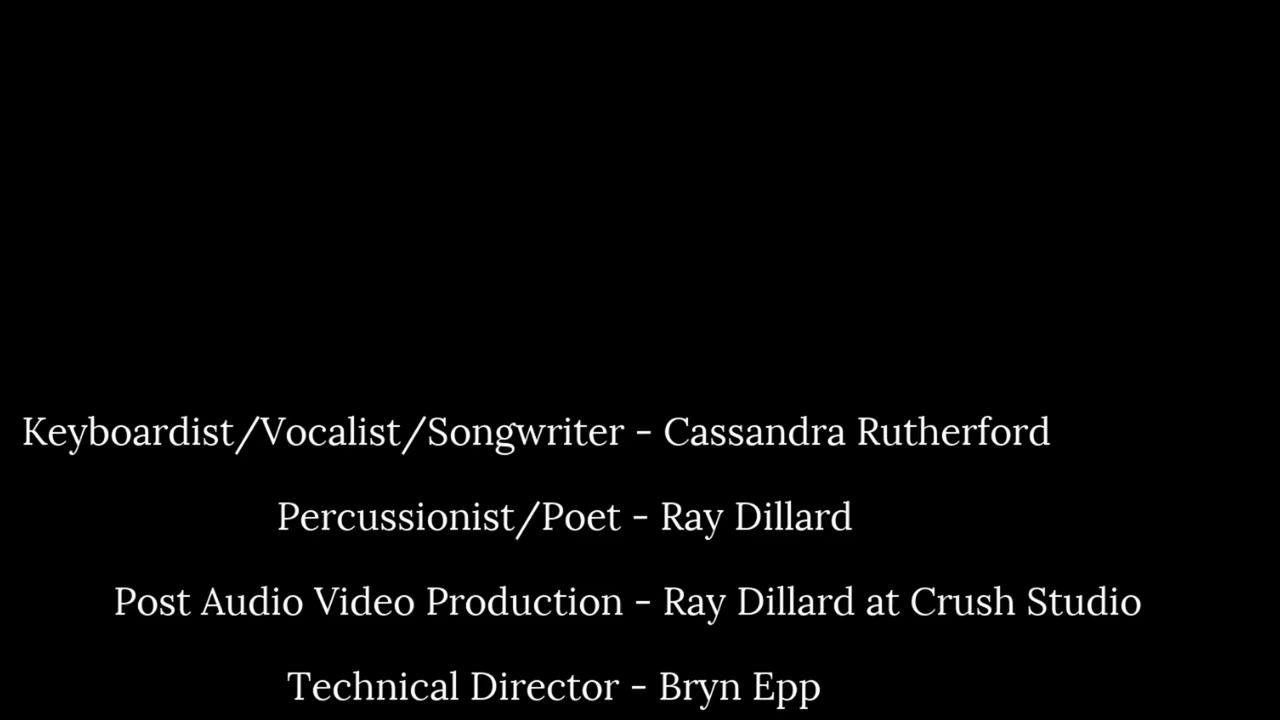 Keyboardist/Vocalist/Songwriter - Cassandra Rutherford
Percussionist/Poet - Ray Dillard
Post Audio Video Production - Ray Dillard at Crush Studio
Technical Director - Bryn Epp